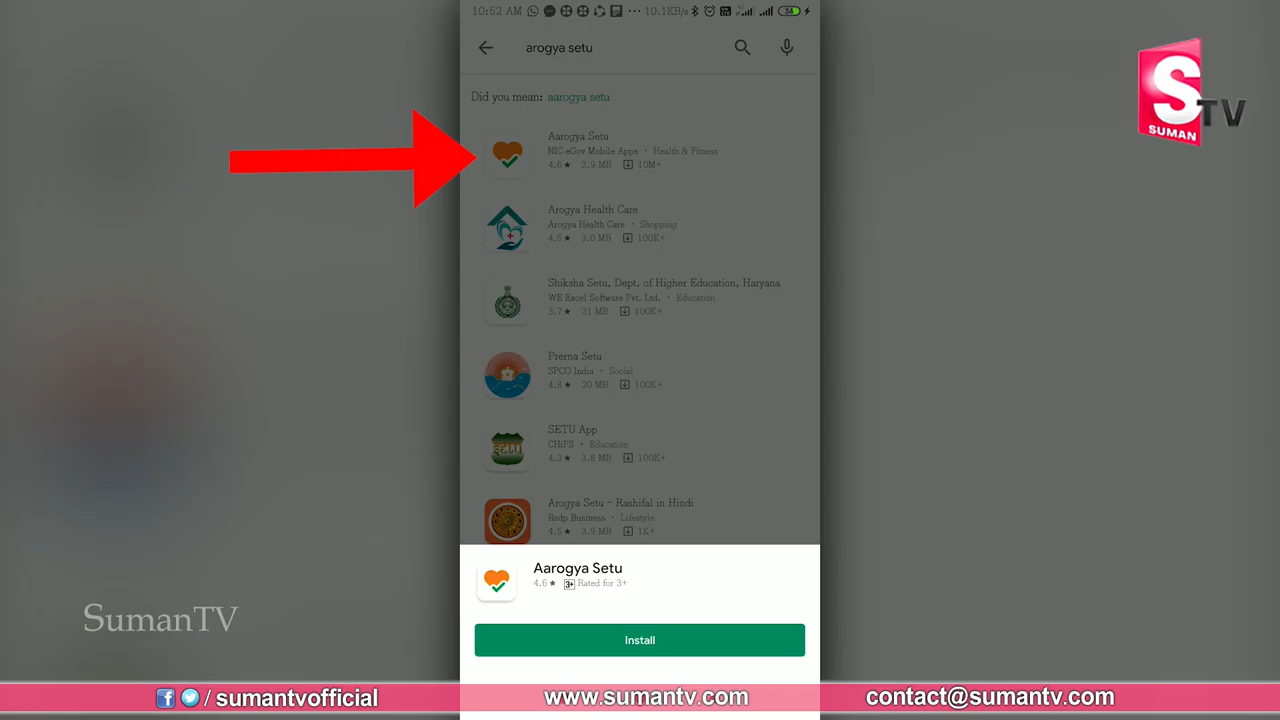 10:52 AM ... 10.1KB/s 34
arogya setu
S TV
SUMAN
Did you mean: aarogya setu
Aarogya Setu
NIC eGov Mobile Apps · Health & Fitness
4.6★ 2.9 MB 10M+
Arogya Health Care
Arogya Health Care · Shopping
4.5★ 3.0 MB 100K+
Shiksha Setu, Dept. of Higher Education, Haryana
WE Excel Software Pvt. Ltd. · Education
3.7★ 21 MB 100K+
Prerna Setu
SPCO India · Social
4.8★ 20 MB 100K+
SETU App
CHiPS · Education
4.3★ 3.8 MB 100K+
Arogya Setu - Rashifal in Hindi
Rsdp Business · Lifestyle
4.5★ 3.9 MB 1K+
Aarogya Setu
4.6★ 3+ Rated for 3+
Install
SumanTV
/ sumantvofficial
www.sumantv.com
contact@sumantv.com